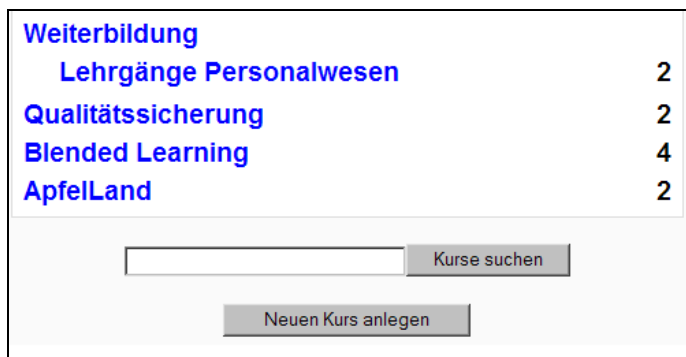 Weiterbildung
Lehrgänge Personalwesen 2
Qualitätssicherung 2
Blended Learning 4
ApfelLand 2
Kurse suchen
Neuen Kurs anlegen